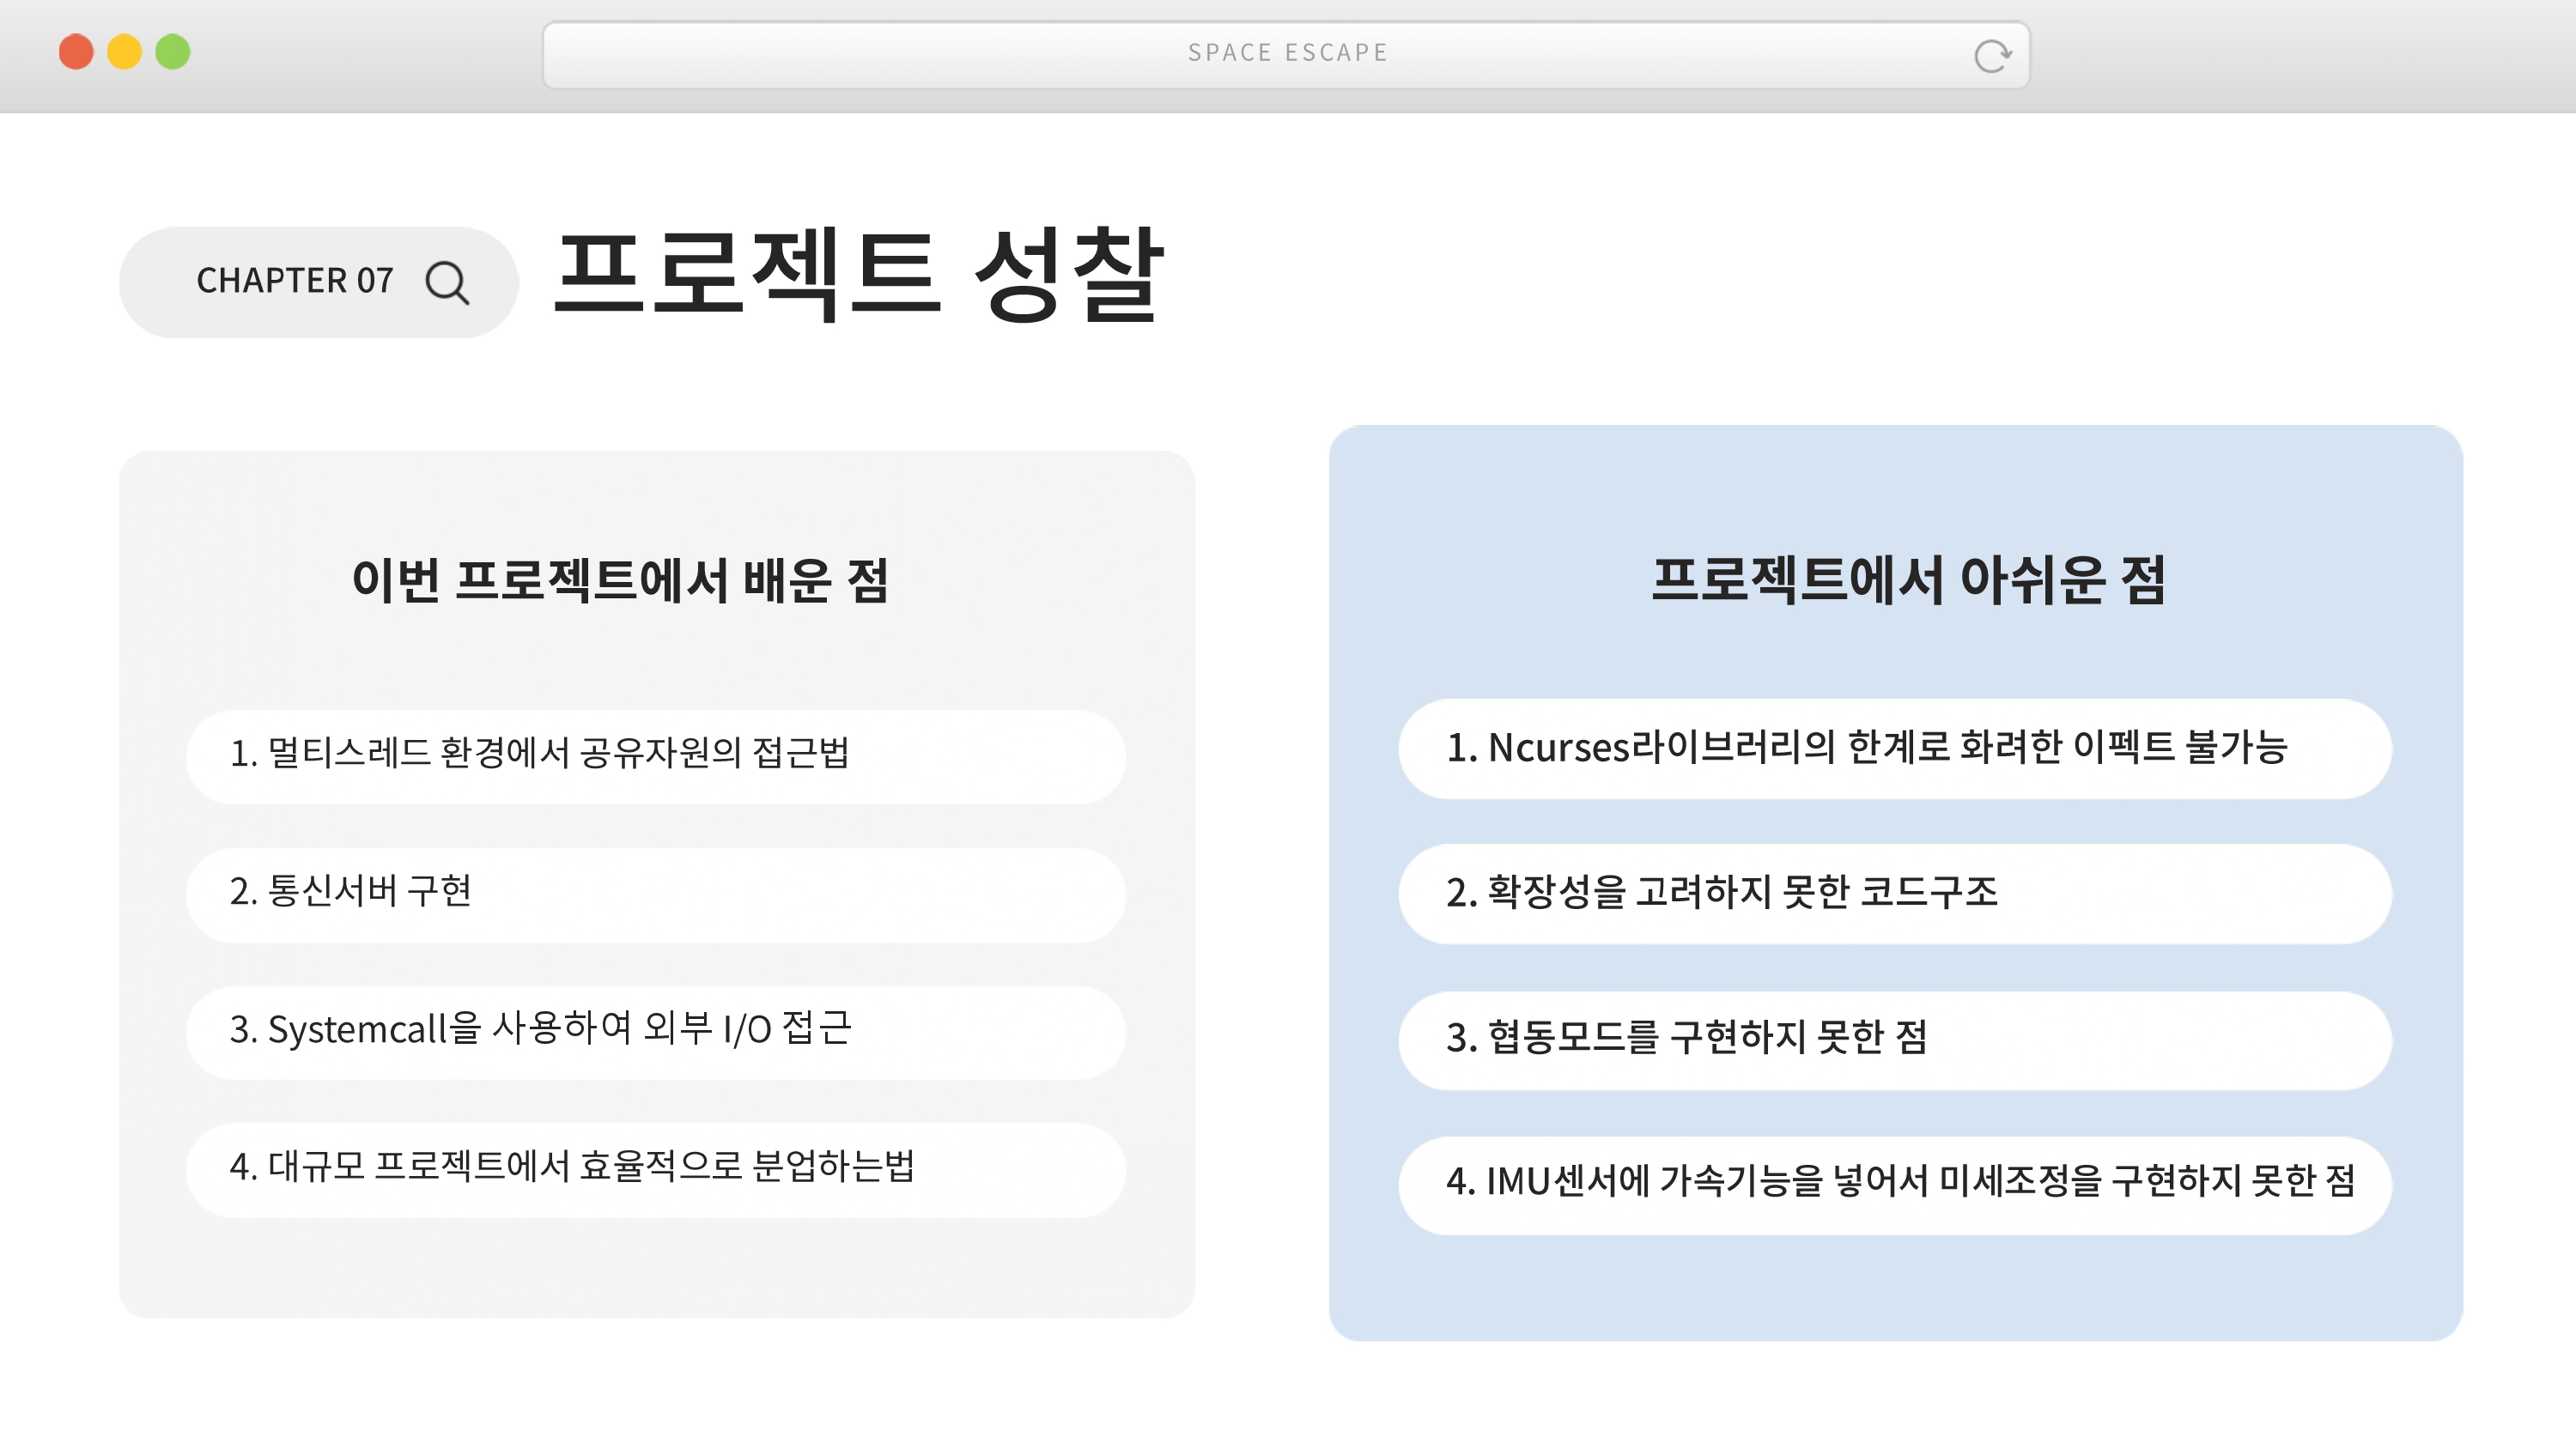 SPACE ESCAPE
CHAPTER 07
프로젝트 성찰
이번 프로젝트에서 배운 점
1. 멀티스레드 환경에서 공유자원의 접근법
2. 통신서버 구현
3. Systemcall을 사용하여 외부 I/O 접근
4. 대규모 프로젝트에서 효율적으로 분업하는법
프로젝트에서 아쉬운 점
1. Ncurses라이브러리의 한계로 화려한 이펙트 불가능
2. 확장성을 고려하지 못한 코드구조
3. 협동모드를 구현하지 못한 점
4. IMU센서에 가속기능을 넣어서 미세조정을 구현하지 못한 점